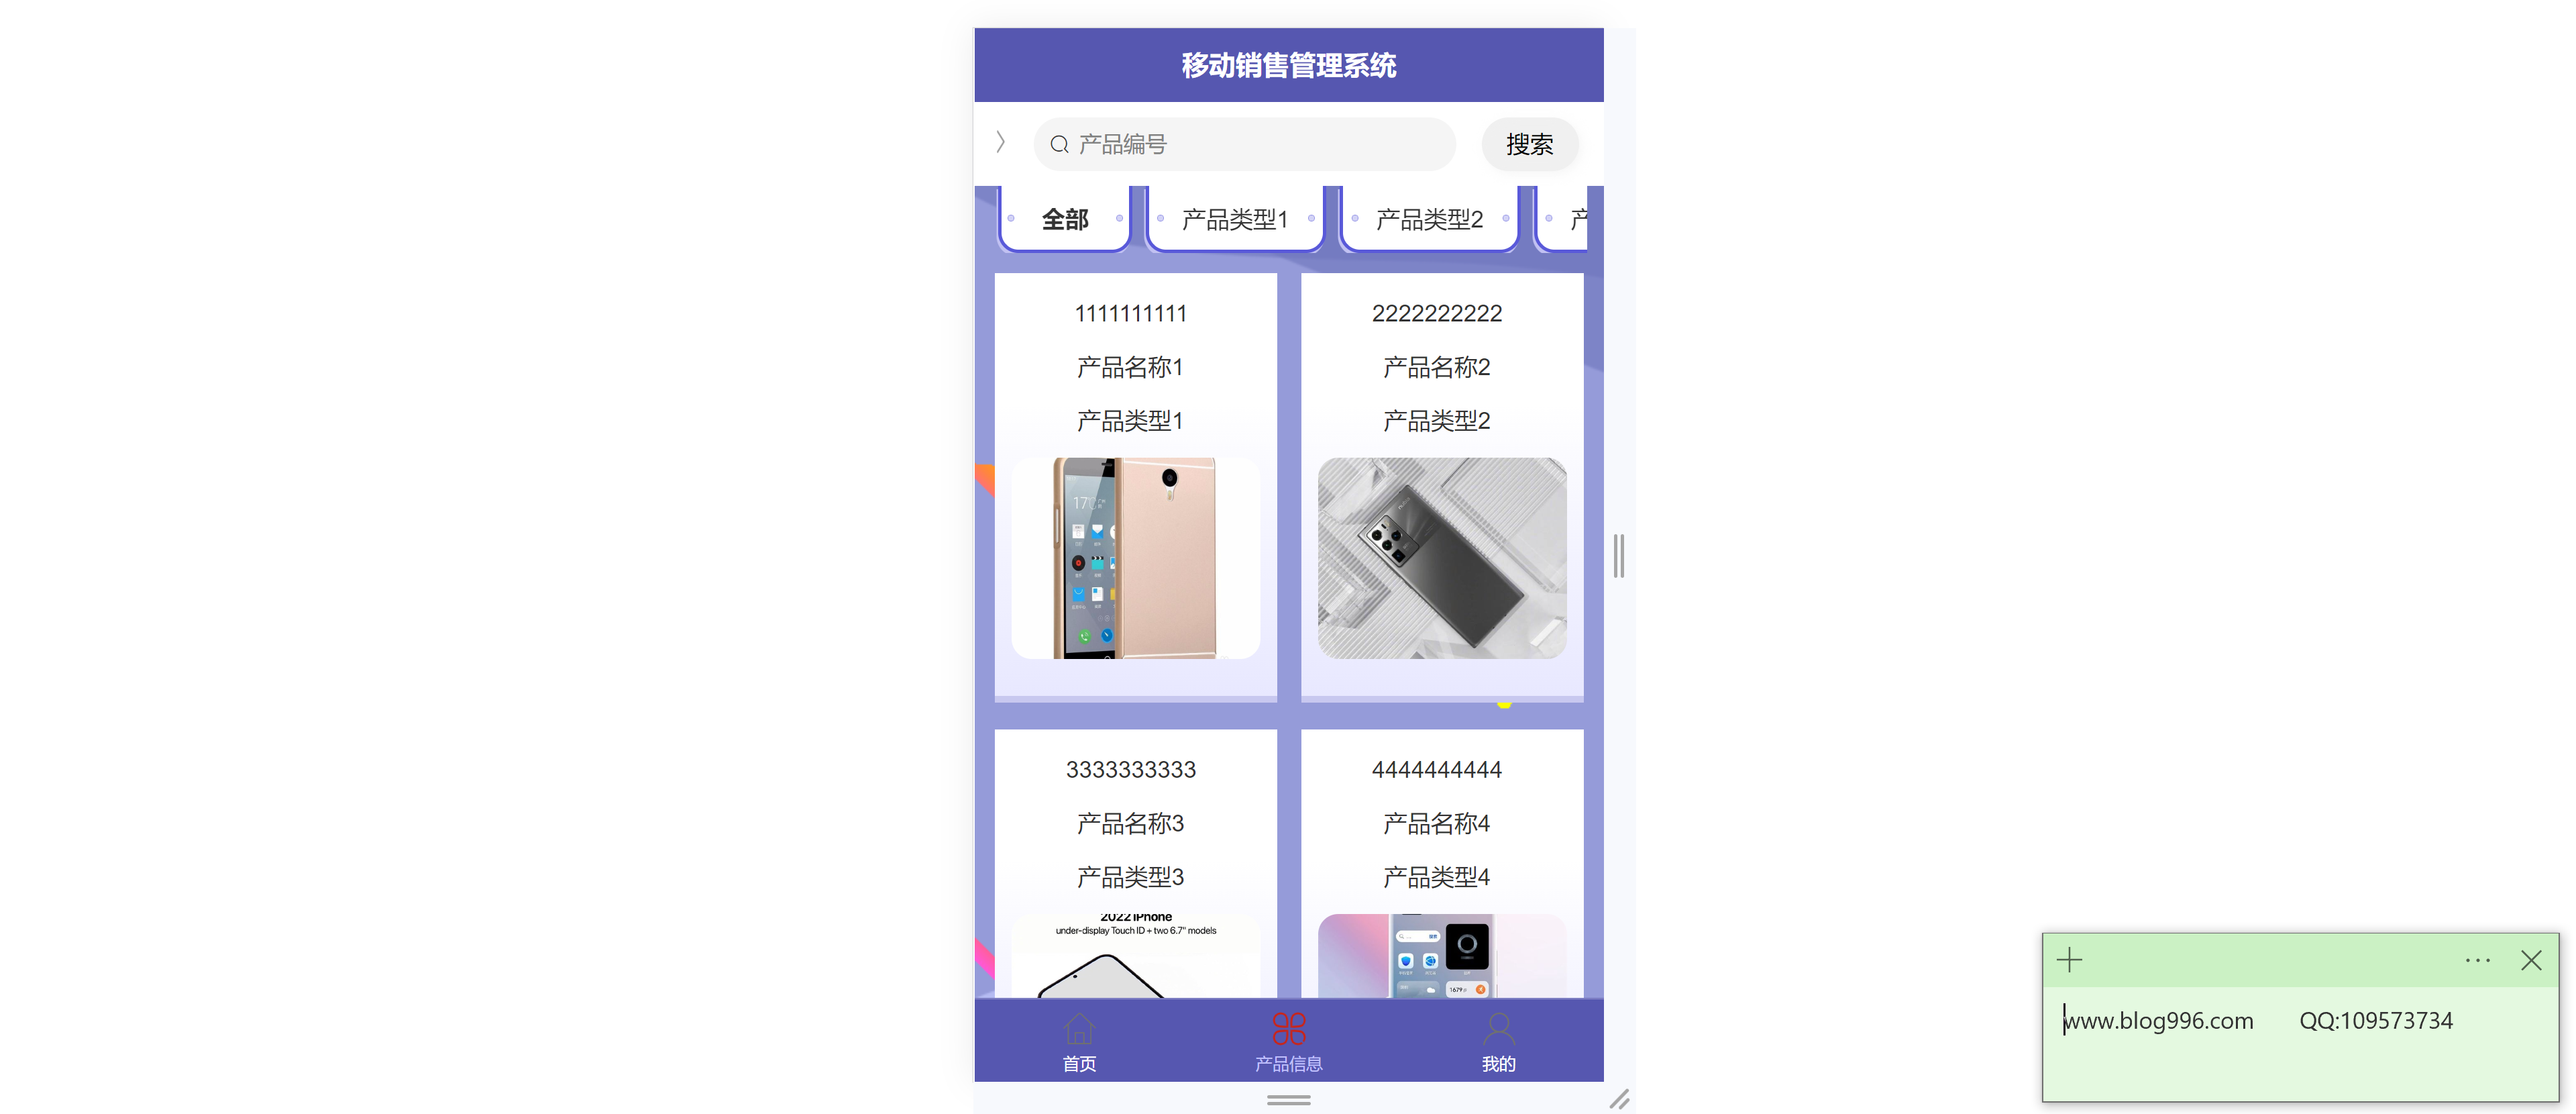 移动销售管理系统
产品编号
搜索
全部
产品类型1
产品类型2
1111111111
产品名称1
产品类型1
2222222222
产品名称2
产品类型2
3333333333
产品名称3
产品类型3
2022 iPhone
under-display Touch ID + two 6.7" models
4444444444
产品名称4
产品类型4
首页
产品信息
我的
www.blog996.com QQ:109573734